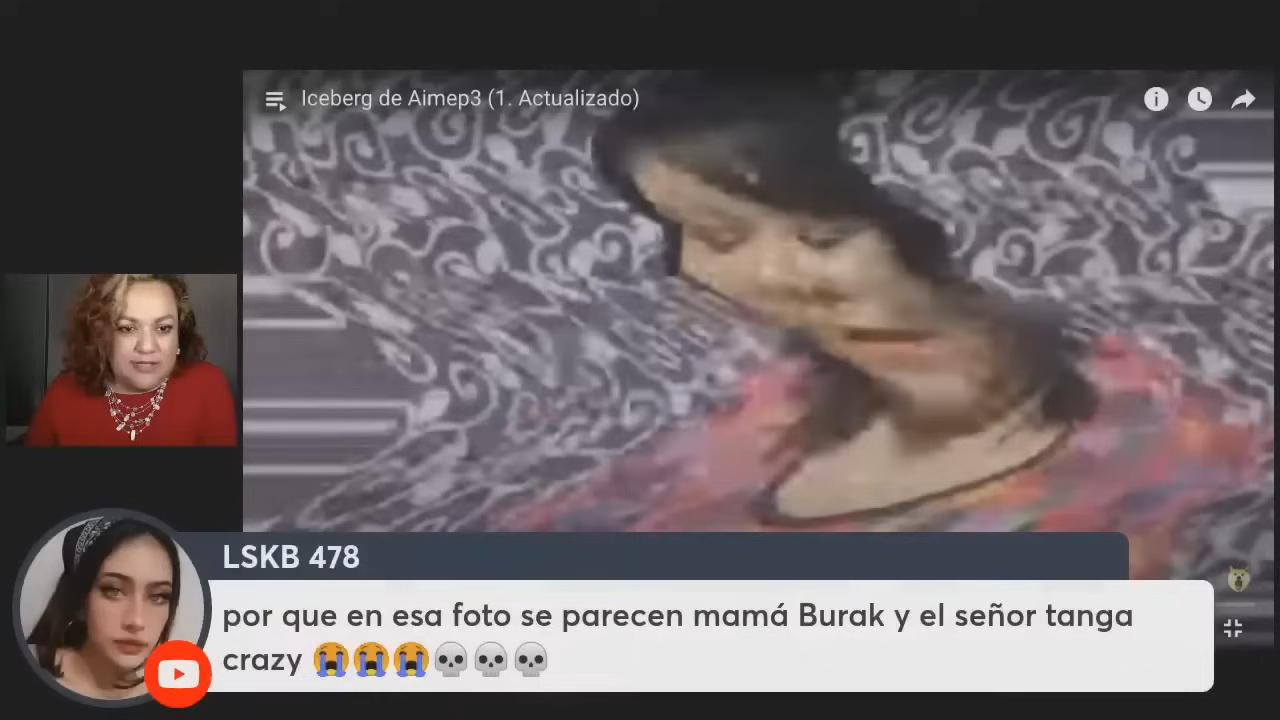 Iceberg de Aimep3 (1. Actualizado)
LSKB 478
por que en esa foto se parecen mamá Burak y el señor tanga
crazy 😭😭😭💀💀💀